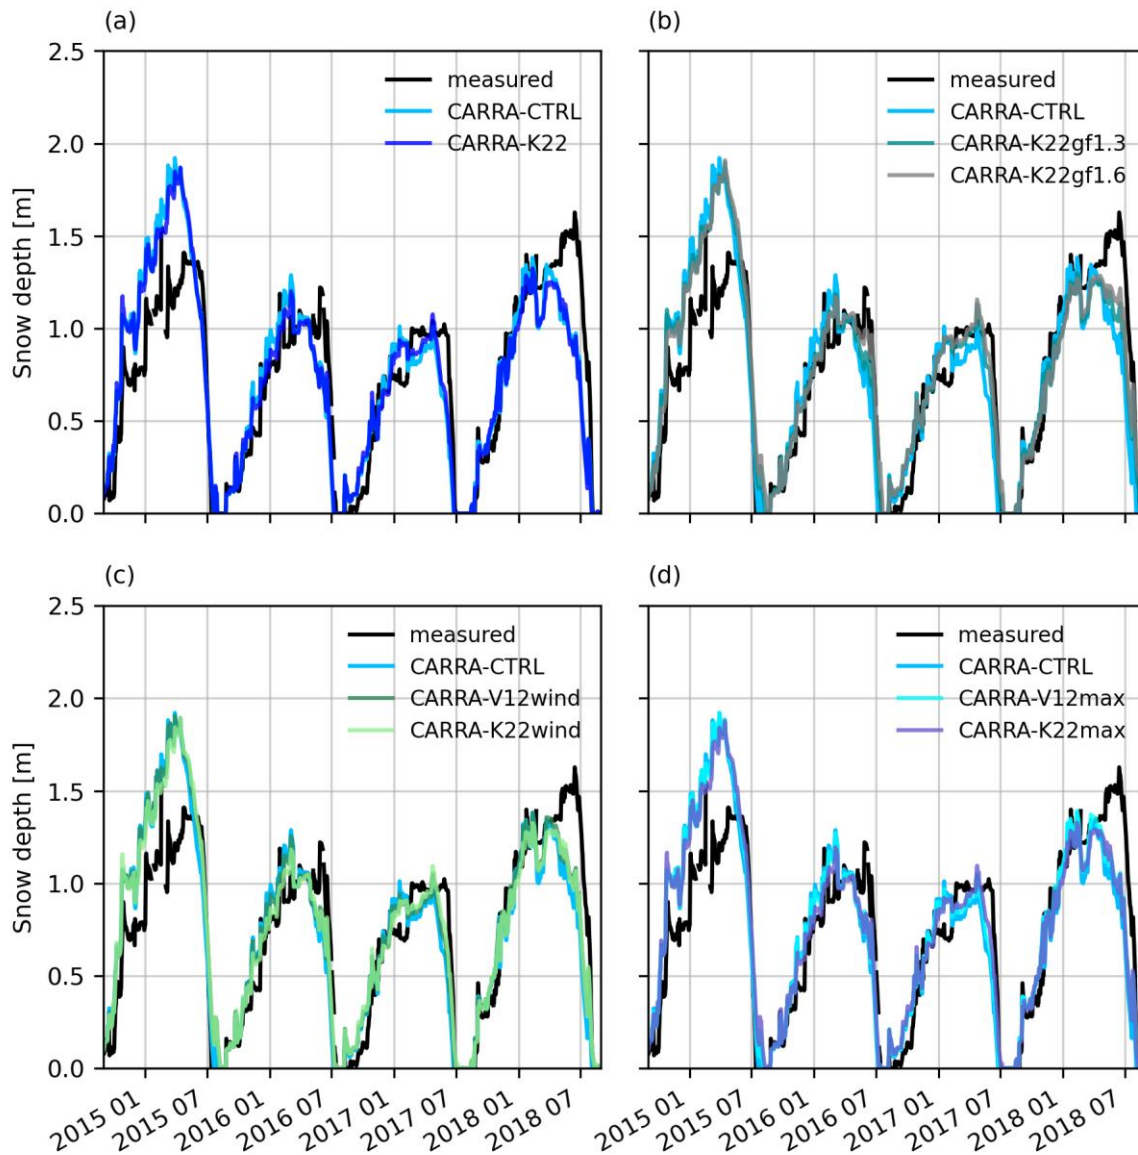 (a)
2.5
2.0
1.5
1.0
0.5
0.0
Snow depth [m]
measured
CARRA-CTRL
CARRA-K22
(b)
measured
CARRA-CTRL
CARRA-K22gf1.3
CARRA-K22gf1.6
(c)
2.5
2.0
1.5
1.0
0.5
0.0
Snow depth [m]
measured
CARRA-CTRL
CARRA-V12wind
CARRA-K22wind
2015 01
2015 07
2016 01
2016 07
2017 01
2017 07
2018 01
2018 07
(d)
measured
CARRA-CTRL
CARRA-V12max
CARRA-K22max
2015 01
2015 07
2016 01
2016 07
2017 01
2017 07
2018 01
2018 07